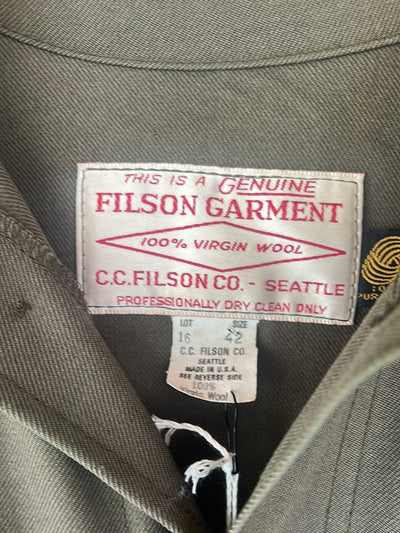 THIS IS A GENUINE
FILSON GARMENT
100% VIRGIN WOOL
C.C. FILSON CO. - SEATTLE
PROFESSIONALLY DRY CLEAN ONLY
LOT SIZE
16 42
C.C. FILSON CO.
SEATTLE
MADE IN U.S.A.
SEE REVERSE SIDE
100%
Virgin Wool